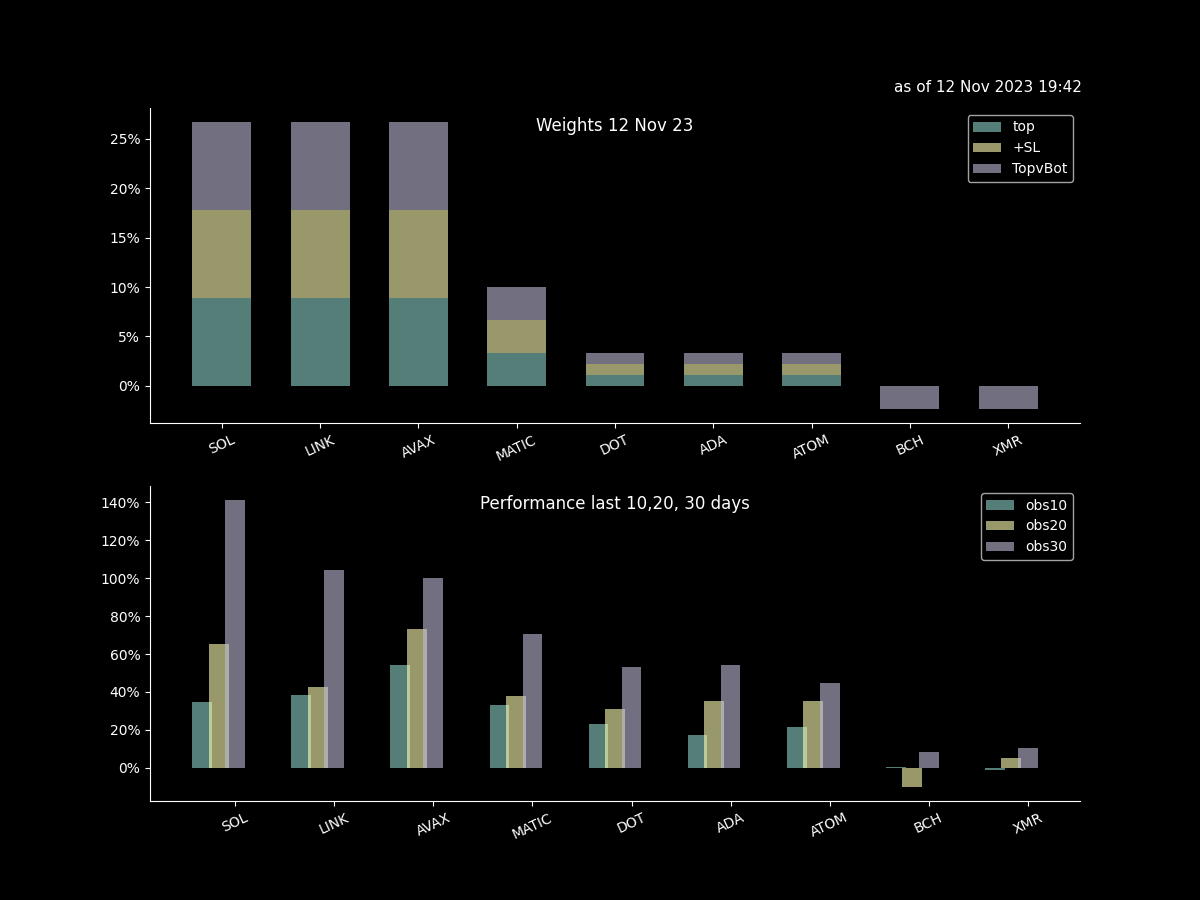 as of 12 Nov 2023 19:42
Weights 12 Nov 23
top
+SL
TopvBot
25%
20%
15%
10%
5%
0%
SOL LINK AVAX MATIC DOT ADA ATOM BCH XMR
Performance last 10,20, 30 days
obs10
obs20
obs30
140%
120%
100%
80%
60%
40%
20%
0%
SOL LINK AVAX MATIC DOT ADA ATOM BCH XMR